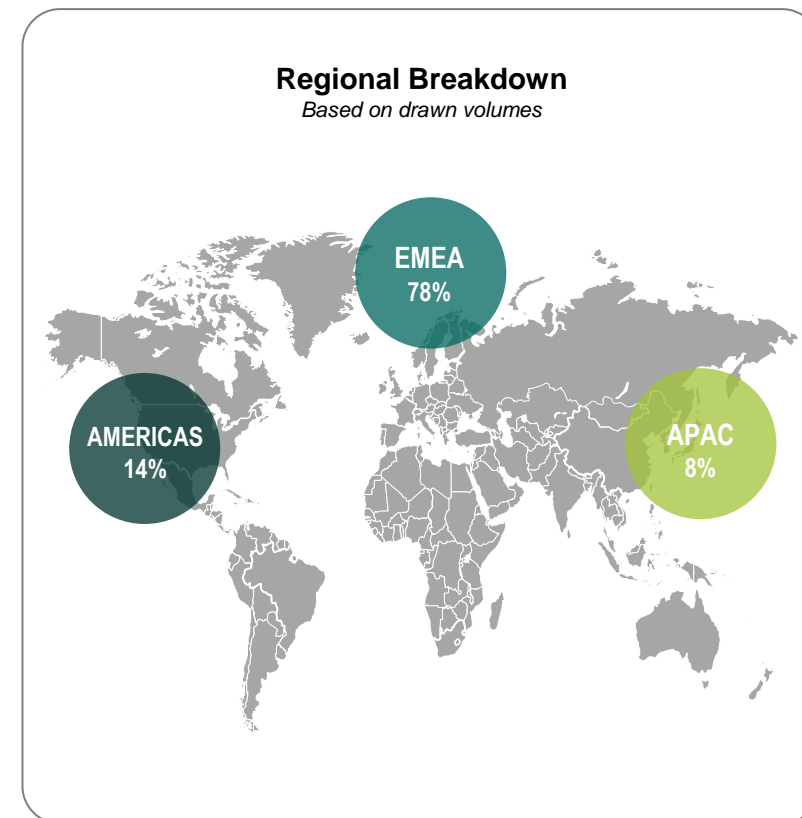 Regional Breakdown
Based on drawn volumes
EMEA
78%
AMERICAS
14%
APAC
8%